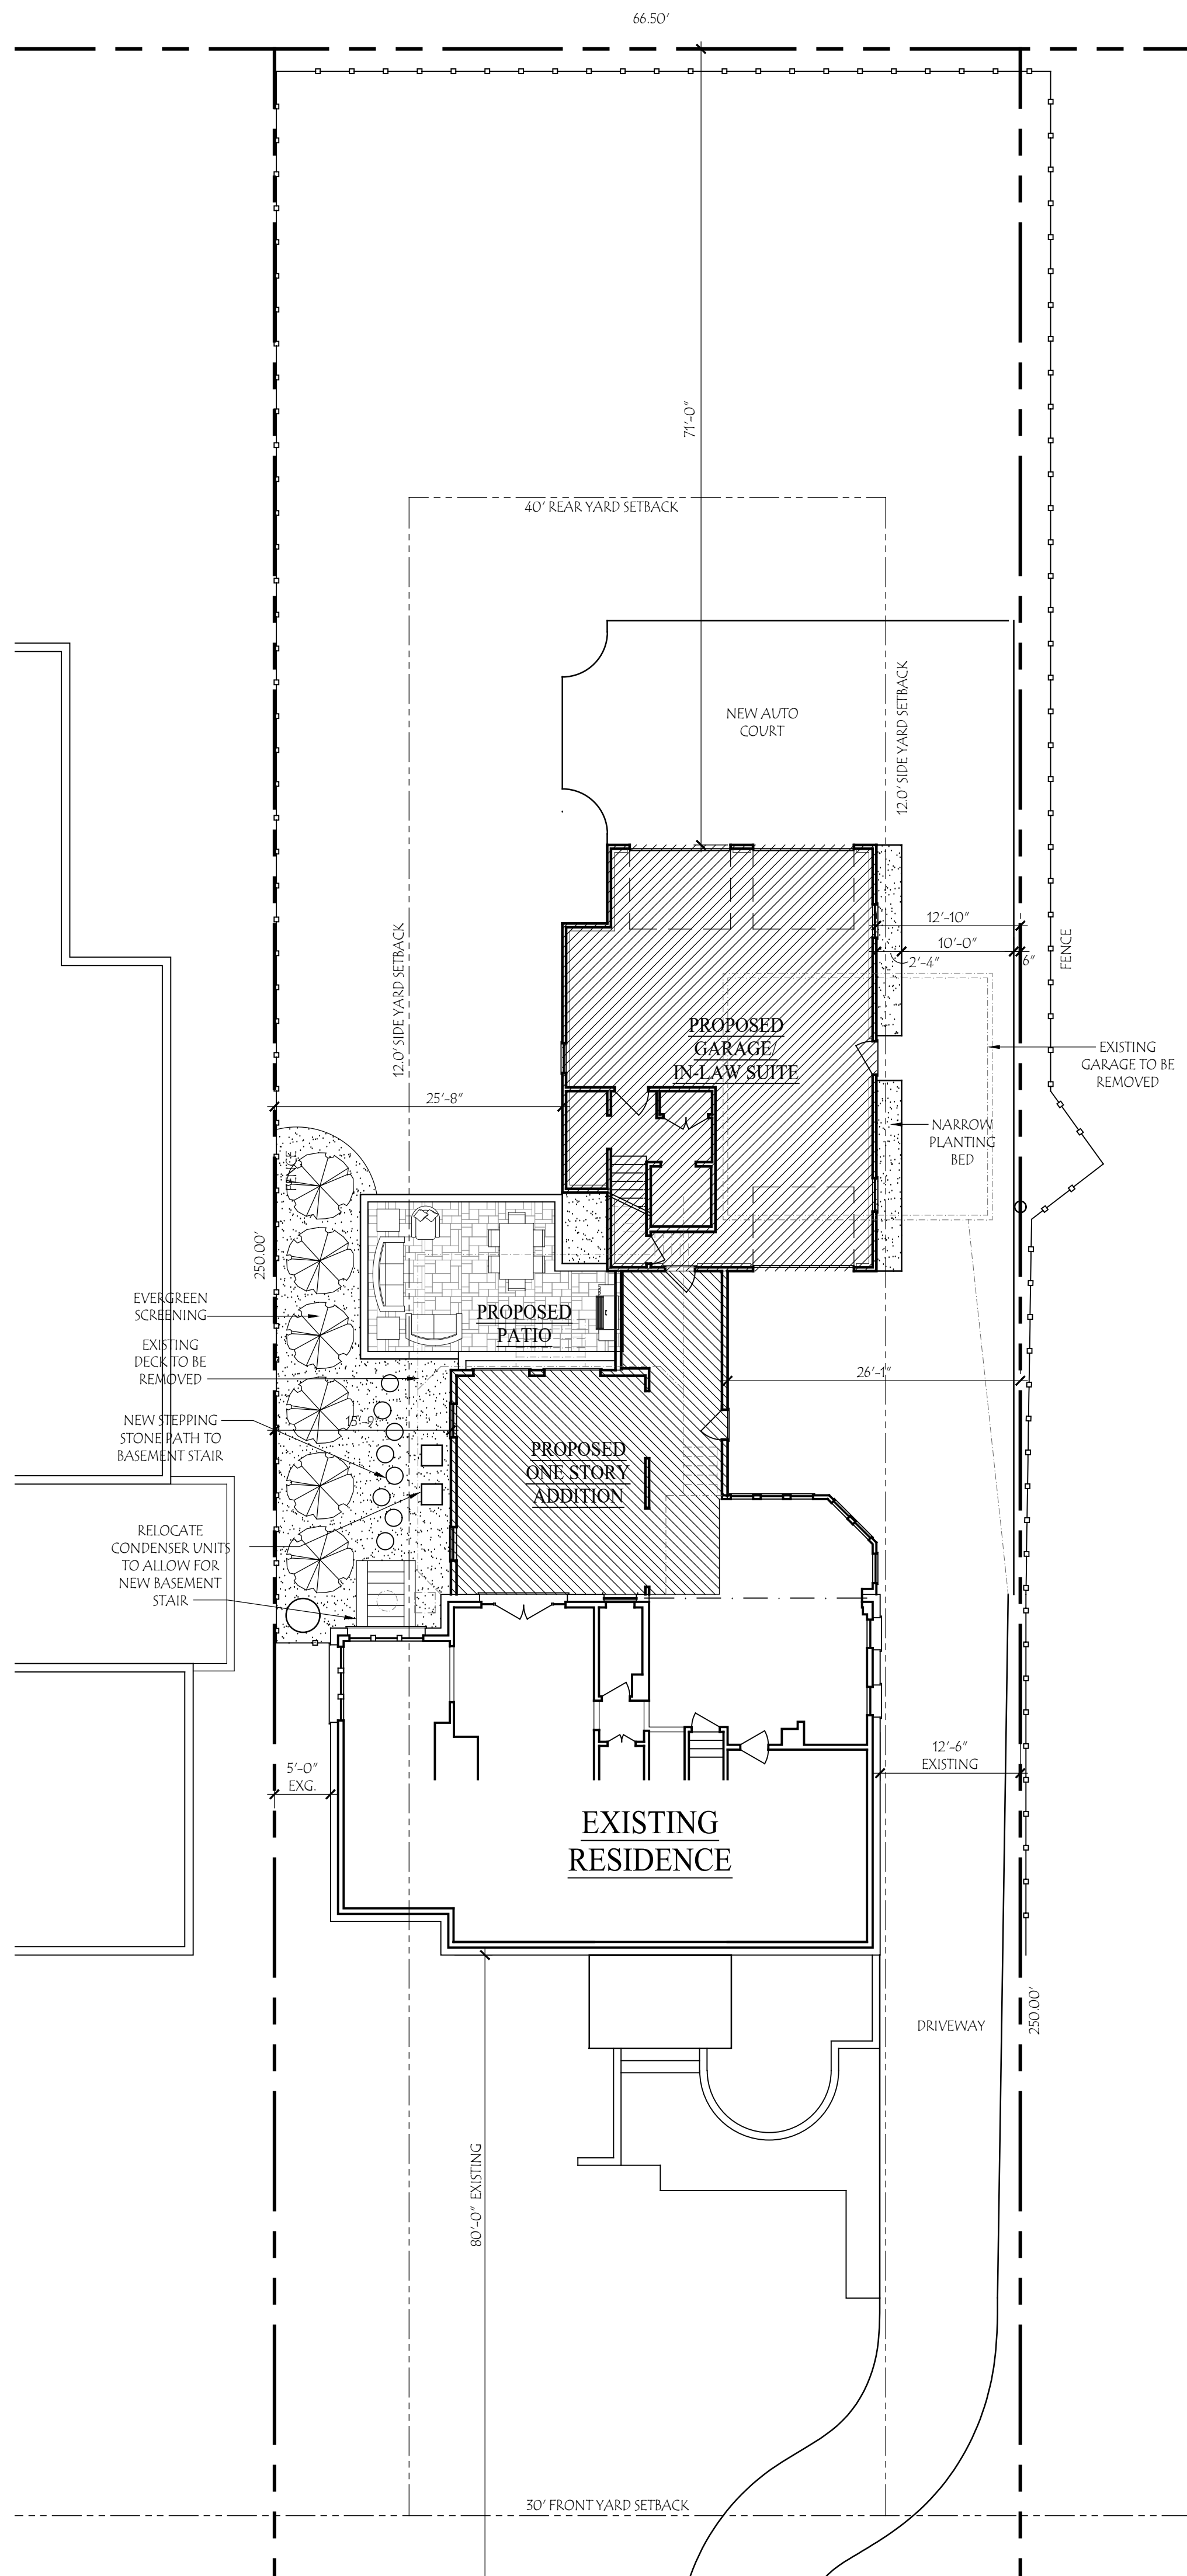 66.50'
71'-0"
40' REAR YARD SETBACK
12.0' SIDE YARD SETBACK
NEW AUTO
COURT
12.0' SIDE YARD SETBACK
12'-10"
10'-0"
2'-4"
6"
FENCE
PROPOSED
GARAGE/
IN-LAW SUITE
EXISTING
GARAGE TO BE
REMOVED
25'-8"
NARROW
PLANTING
BED
FENCE
250.00'
EVERGREEN
SCREENING
PROPOSED
PATIO
EXISTING
DECK TO BE
REMOVED
26'-1"
NEW STEPPING
STONE PATH TO
BASEMENT STAIR
15'-9"
PROPOSED
ONE STORY
ADDITION
RELOCATE
CONDENSER UNITS
TO ALLOW FOR
NEW BASEMENT
STAIR
5'-0"
EXG.
12'-6"
EXISTING
EXISTING
RESIDENCE
250.00'
DRIVEWAY
80'-0" EXISTING
30' FRONT YARD SETBACK